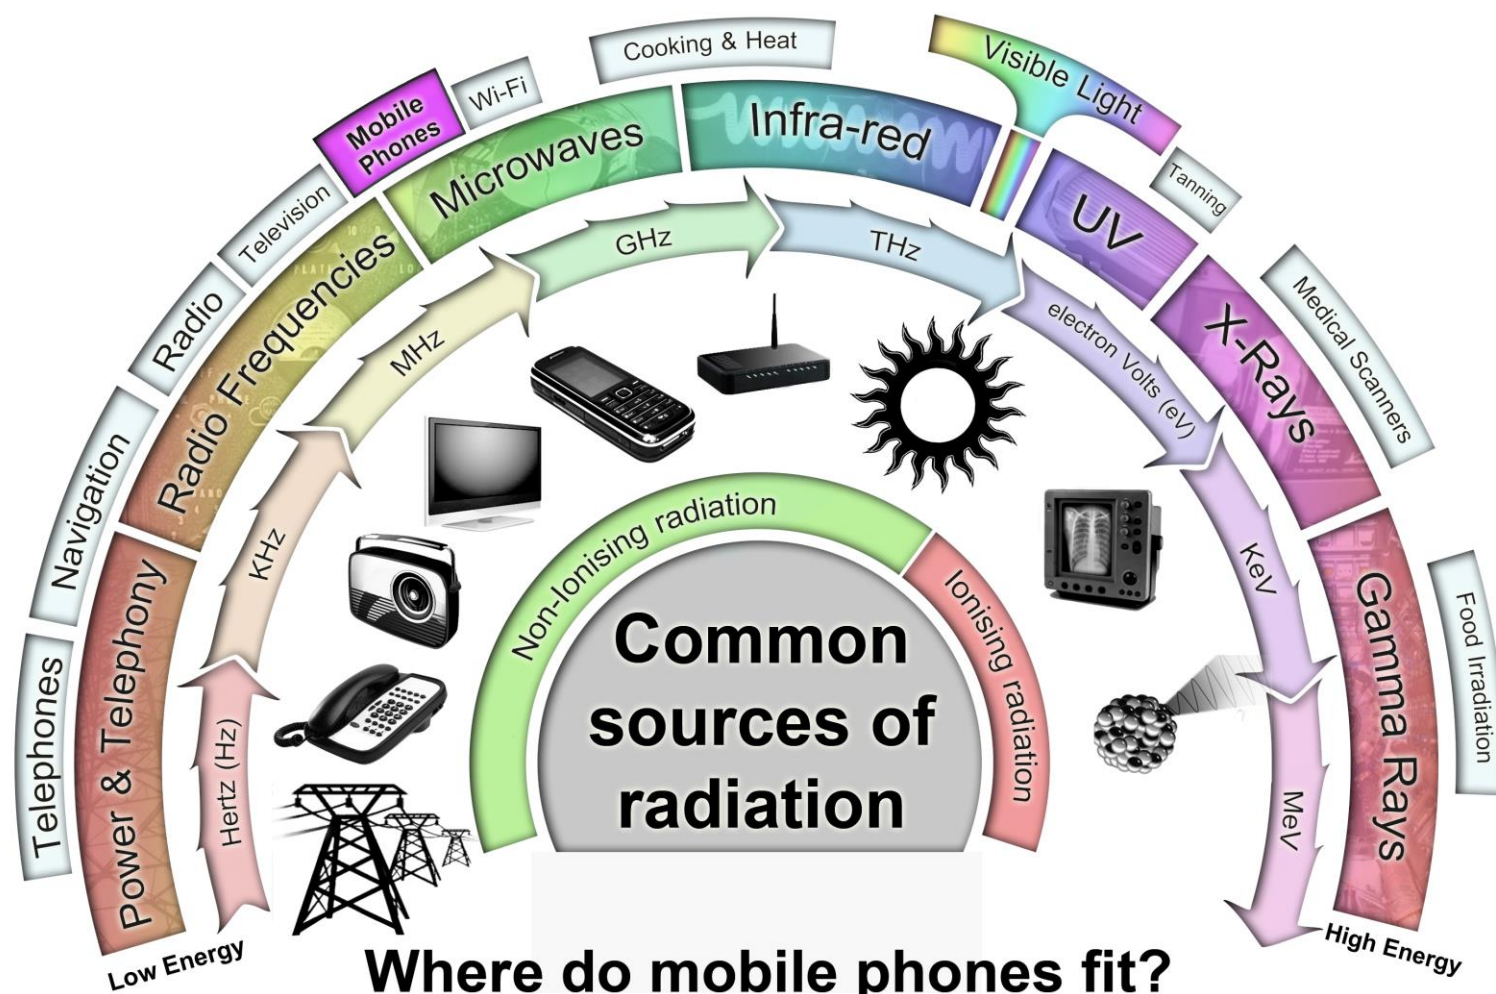 Cooking & Heat
Visible Light
Wi-Fi
Mobile
Phones
Tanning
Television
Radio
Navigation
Telephones
Medical Scanners
Food Irradiation
Power & Telephony
Radio Frequencies
Microwaves
Infra-red
UV
X-Rays
Gamma Rays
Hertz (Hz)
KHz
MHz
GHz
THz
electron Volts (eV)
KeV
MeV
Non-Ionising radiation
Ionising radiation
Common
sources of
radiation
Low Energy
High Energy
Where do mobile phones fit?